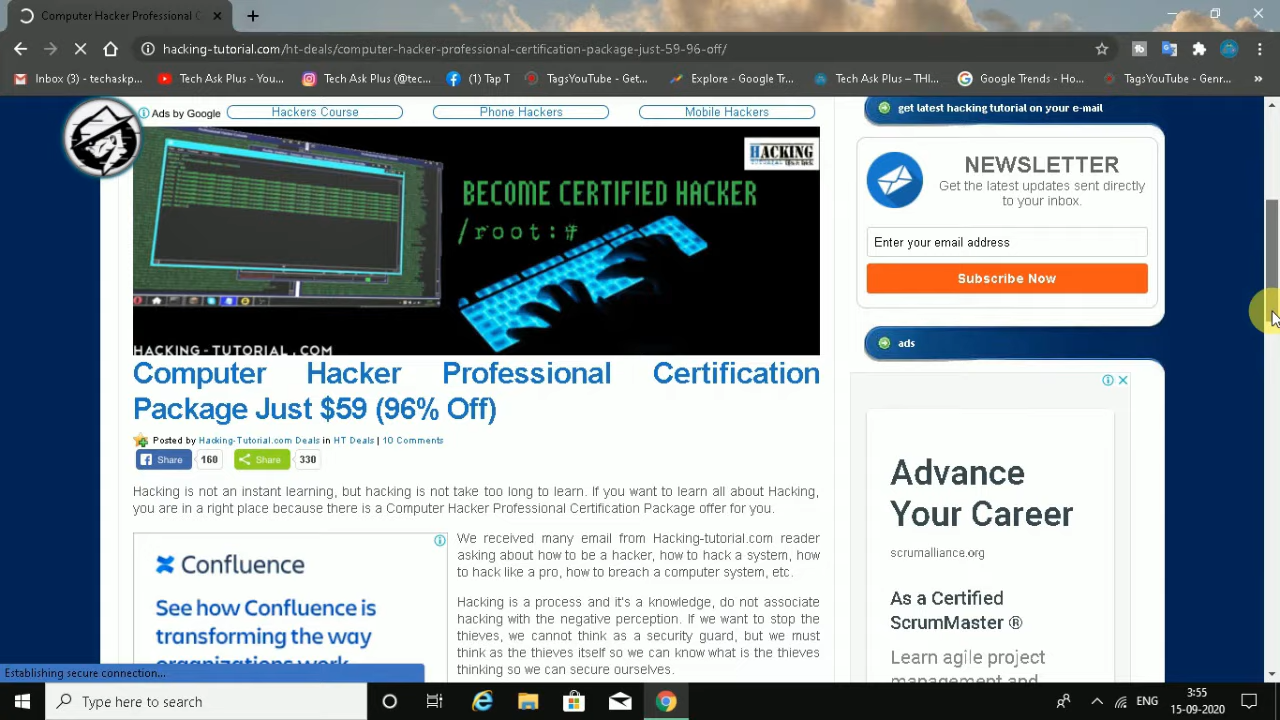 Computer Hacker Professional C
hacking-tutorial.com/ht-deals/computer-hacker-professional-certification-package-just-59-96-off/
Inbox (3) - techaskp...
Tech Ask Plus - You...
Tech Ask Plus (@tec...
(1) Tap T
TagsYouTube - Get...
Explore - Google Tr...
Tech Ask Plus – THI...
Google Trends - Ho...
TagsYouTube - Genr...
Ads by Google
Hackers Course
Phone Hackers
Mobile Hackers
HACKING
BECOME CERTIFIED HACKER
/root:#
HACKING - TUTORIAL . COM
Computer Hacker Professional Certification
Package Just $59 (96% Off)
Posted by Hacking-Tutorial.com Deals in HT Deals | 10 Comments
Share 160 Share 330
Hacking is not an instant learning, but hacking is not take too long to learn. If you want to learn all about Hacking,
you are in a right place because there is a Computer Hacker Professional Certification Package offer for you.
Confluence
See how Confluence is
transforming the way
organizations work
We received many email from Hacking-tutorial.com reader
asking about how to be a hacker, how to hack a system, how
to hack like a pro, how to breach a computer system, etc.
Hacking is a process and it's a knowledge, do not associate
hacking with the negative perception. If we want to stop the
thieves, we cannot think as a security guard, but we must
think as the thieves itself so we can know what is the thieves
thinking so we can secure ourselves.
get latest hacking tutorial on your e-mail
NEWSLETTER
Get the latest updates sent directly
to your inbox.
Enter your email address
Subscribe Now
ads
Advance
Your Career
scrumalliance.org
As a Certified
ScrumMaster ®
Learn agile project
management and
Establishing secure connection...
Type here to search
ENG
3:55
15-09-2020